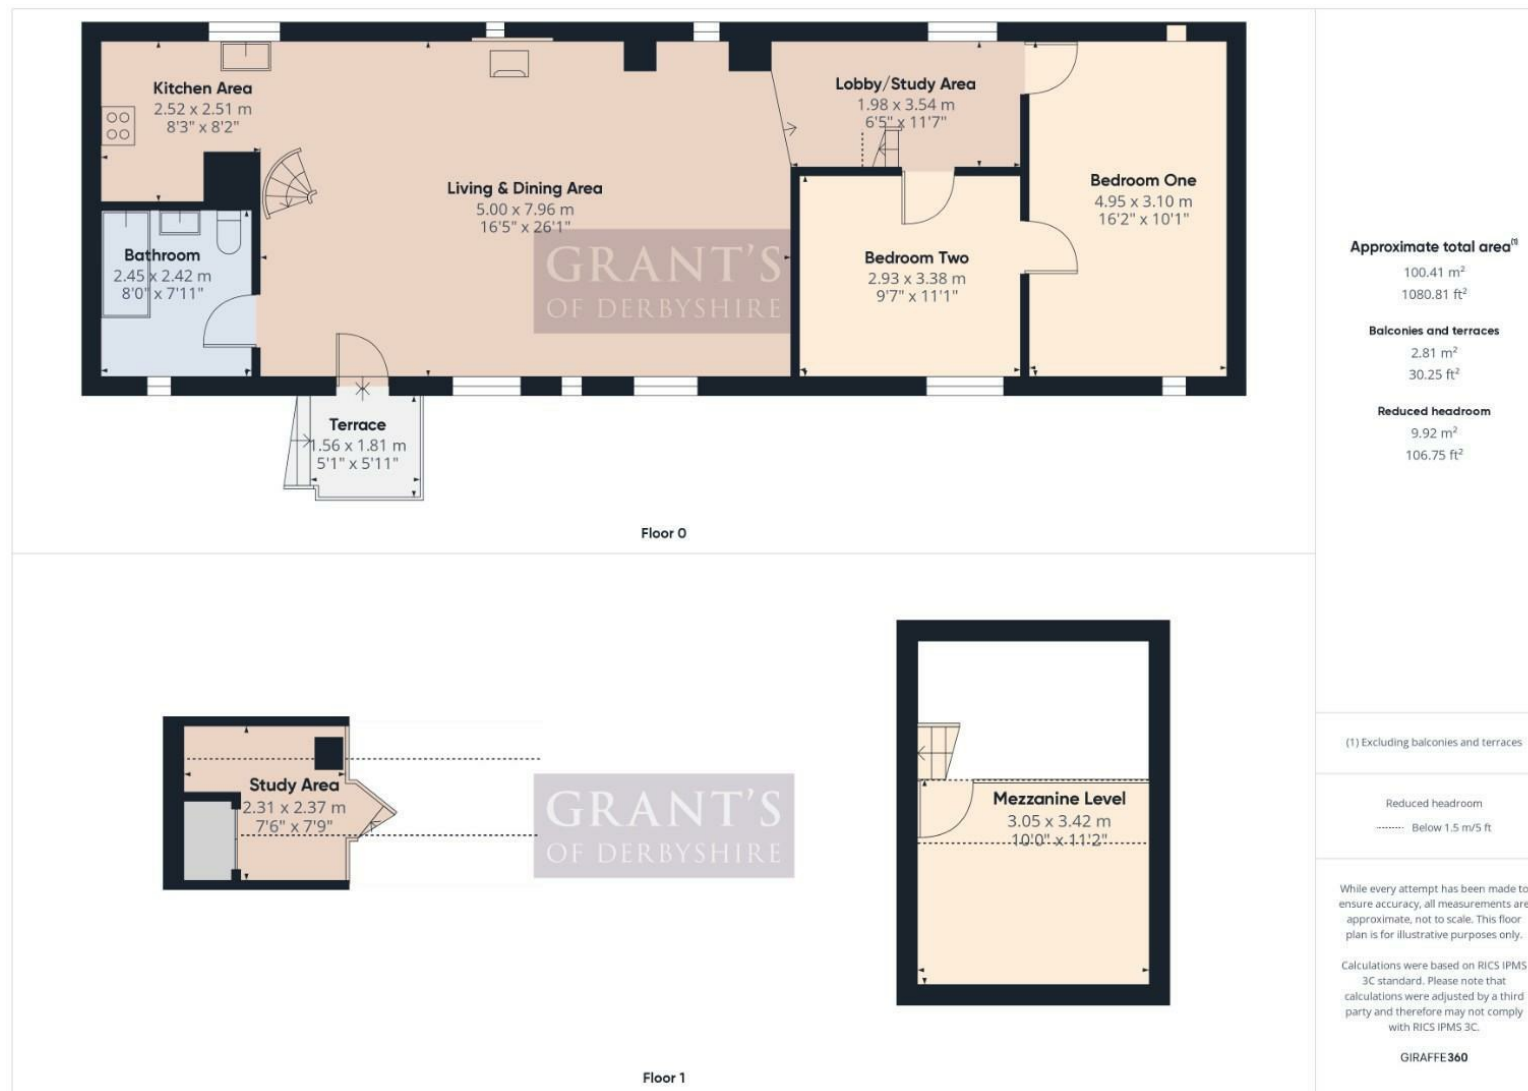 Kitchen Area
2.52 x 2.51 m
8'3" x 8'2"
Lobby/Study Area
1.98 x 3.54 m
6'5" x 11'7"
Living & Dining Area
5.00 x 7.96 m
16'5" x 26'1"
Bedroom One
4.95 x 3.10 m
16'2" x 10'1"
Bathroom
2.45 x 2.42 m
8'0" x 7'11"
Bedroom Two
2.93 x 3.38 m
9'7" x 11'1"
GRANT'S
OF DERBYSHIRE
Terrace
1.56 x 1.81 m
5'1" x 5'11"
Floor 0
Study Area
2.31 x 2.37 m
7'6" x 7'9"
GRANT'S
OF DERBYSHIRE
Mezzanine Level
3.05 x 3.42 m
10'0" x 11'2"
Floor 1
Approximate total area(1)
100.41 m²
1080.81 ft²
Balconies and terraces
2.81 m²
30.25 ft²
Reduced headroom
9.92 m²
106.75 ft²
(1) Excluding balconies and terraces
Reduced headroom
Below 1.5 m/5 ft
While every attempt has been made to
ensure accuracy, all measurements are
approximate, not to scale. This floor
plan is for illustrative purposes only.
Calculations were based on RICS IPMS
3C standard. Please note that
calculations were adjusted by a third
party and therefore may not comply
with RICS IPMS 3C.
GIRAFFE360